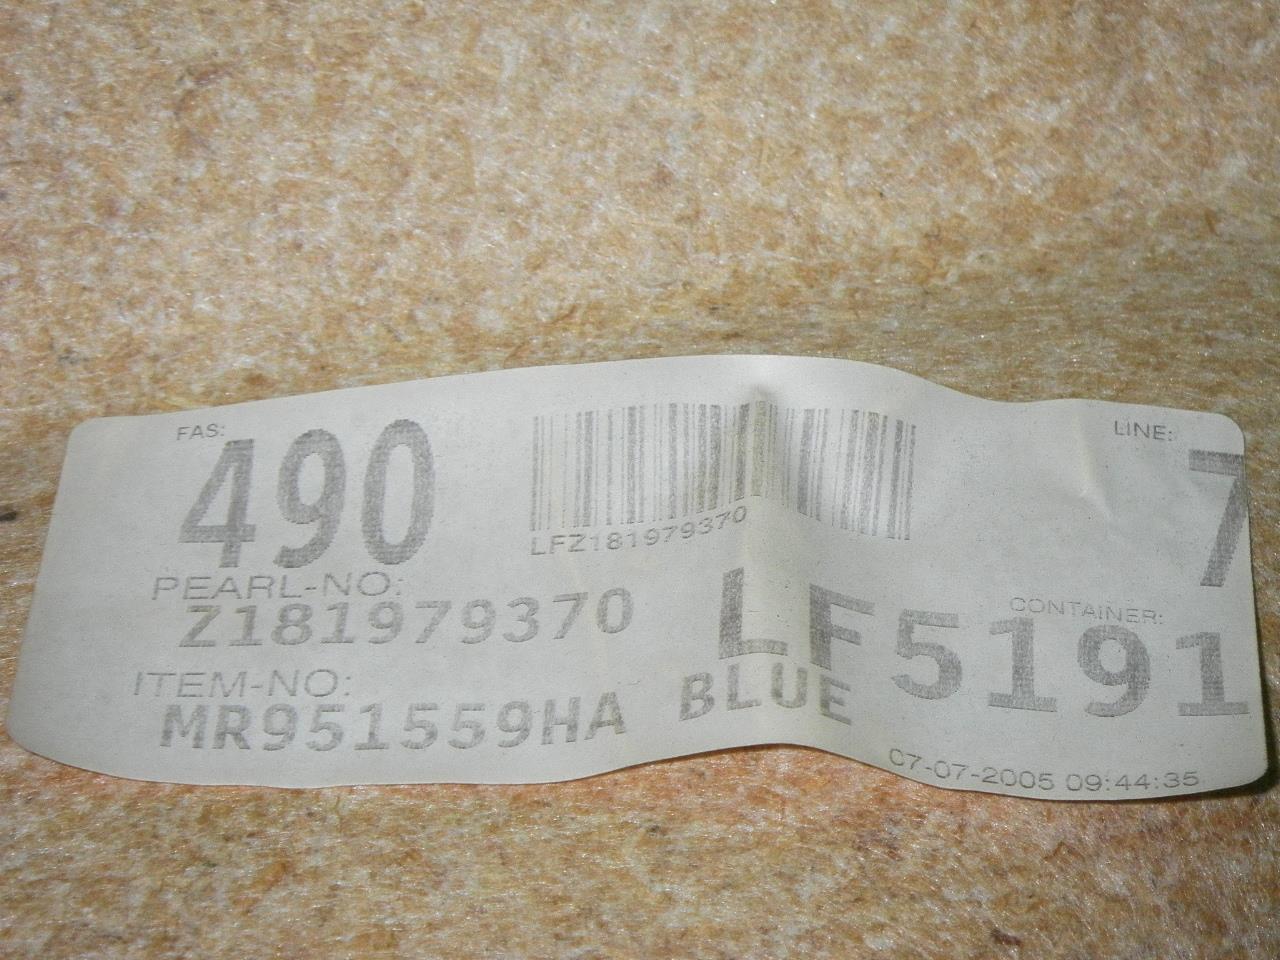 FAS: LINE:
490 7
LFZ181979370
PEARL-NO: CONTAINER:
Z181979370 LF5191
ITEM-NO:
MR951559HA BLUE
07-07-2005 09:44:35